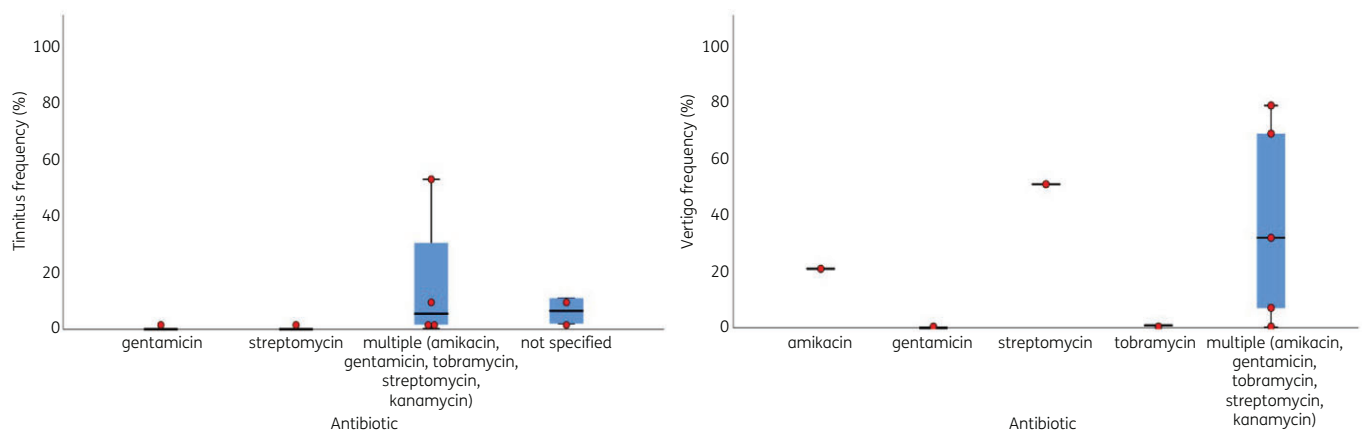 Tinnitus frequency (%)
100
80
60
40
20
0
gentamicin
streptomycin
multiple (amikacin,
gentamicin, tobramycin,
streptomycin,
kanamycin)
not specified
Antibiotic
Vertigo frequency (%)
100
80
60
40
20
0
amikacin
gentamicin
streptomycin
tobramycin
multiple (amikacin,
gentamicin,
tobramycin,
streptomycin,
kanamycin)
Antibiotic